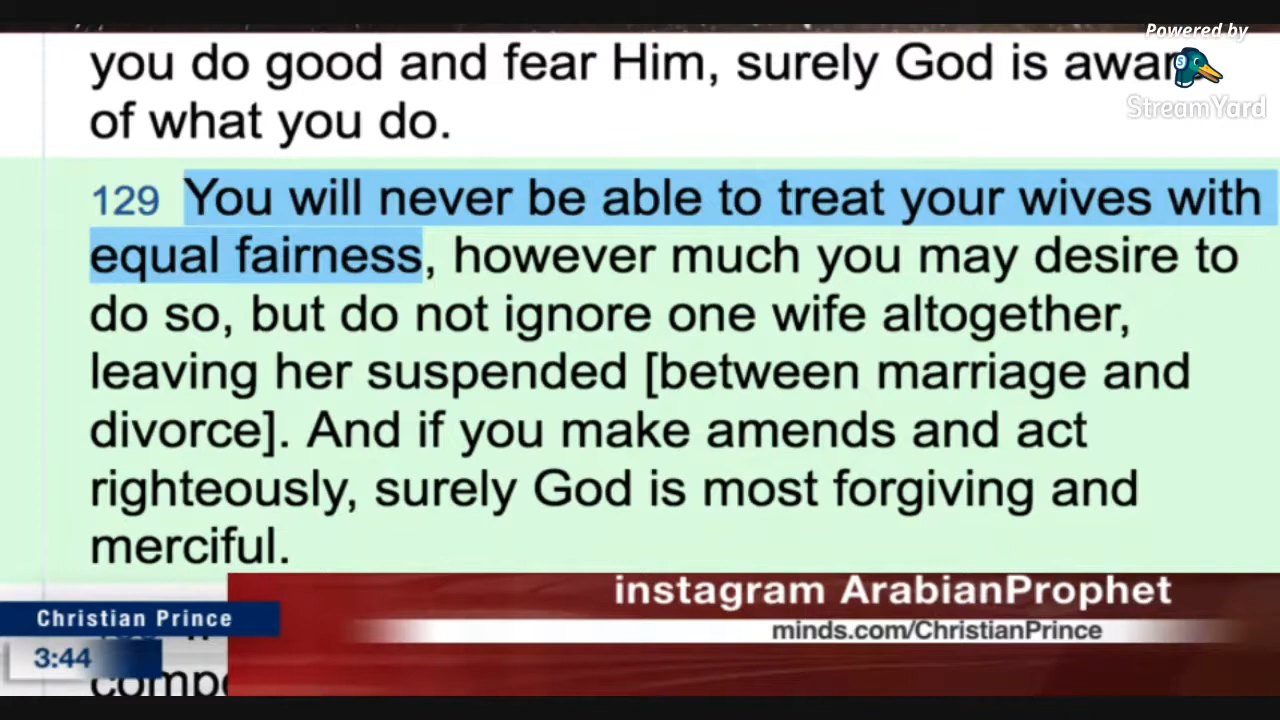 Powered by
StreamYard
you do good and fear Him, surely God is aware
of what you do.
129 You will never be able to treat your wives with
equal fairness, however much you may desire to
do so, but do not ignore one wife altogether,
leaving her suspended [between marriage and
divorce]. And if you make amends and act
righteously, surely God is most forgiving and
merciful.
instagram ArabianProphet
Christian Prince
minds.com/ChristianPrince
3:44